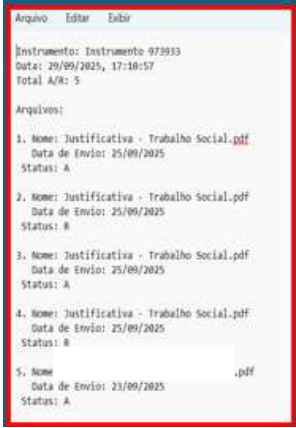 Arquivo Editar Exibir
Instrumento: Instrumento 973933
Data: 29/09/2025, 17:10:57
Total A/R: 5
Arquivos:
1. Nome: Justificativa - Trabalho Social.pdf
Data de Envio: 25/09/2025
Status: A
2. Nome: Justificativa - Trabalho Social.pdf
Data de Envio: 25/09/2025
Status: R
3. Nome: Justificativa - Trabalho Social.pdf
Data de Envio: 25/09/2025
Status: A
4. Nome: Justificativa - Trabalho Social.pdf
Data de Envio: 25/09/2025
Status: R
5. Nome .pdf
Data de Envio: 23/09/2025
Status: A